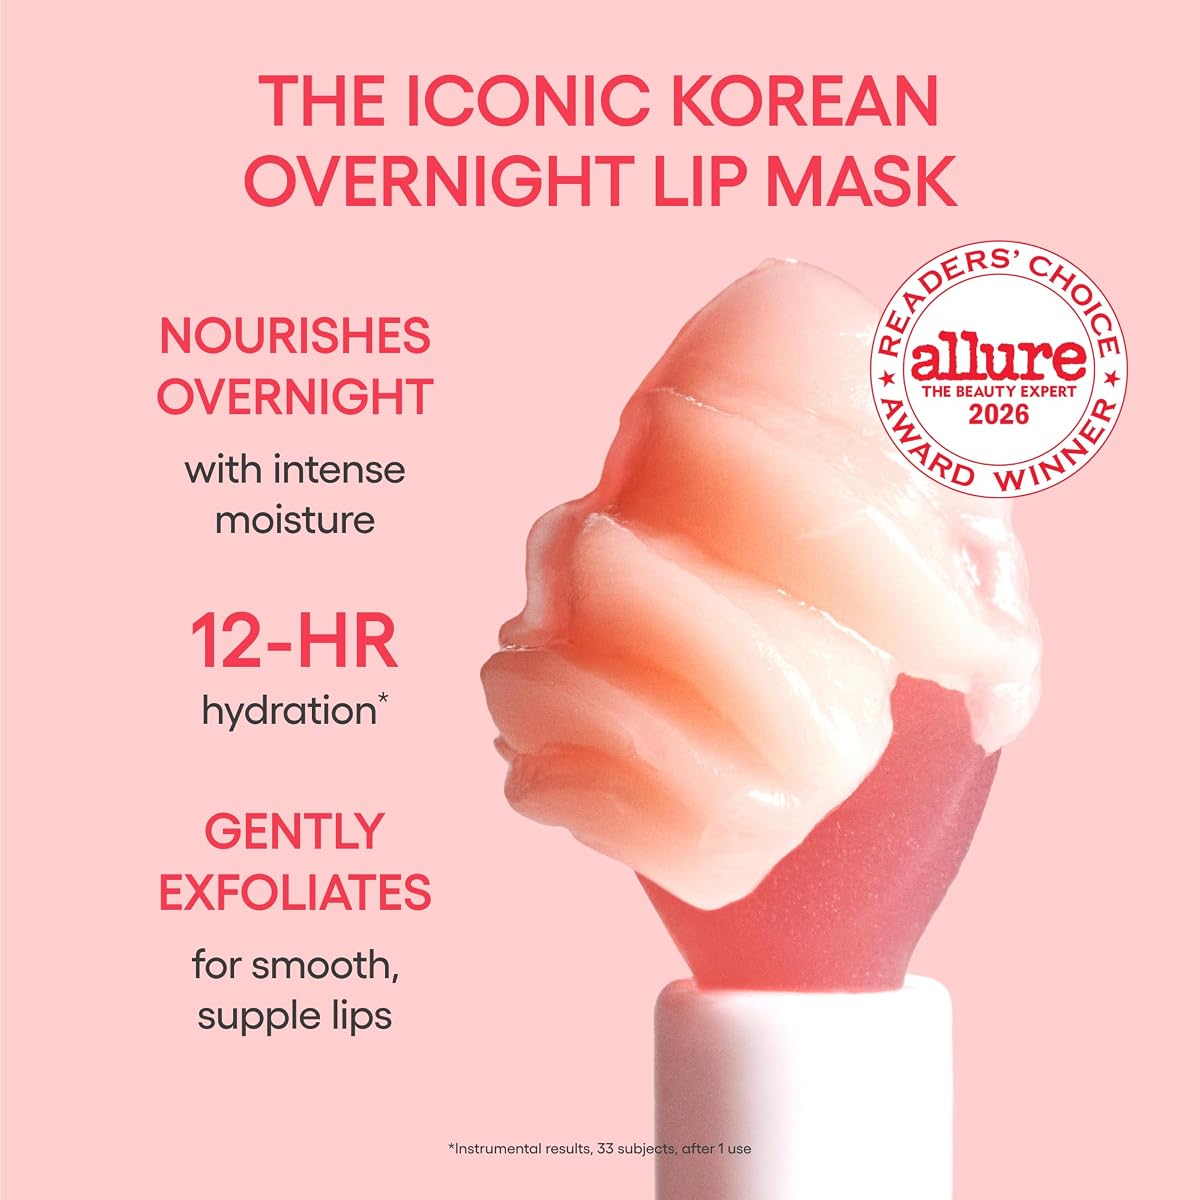 THE ICONIC KOREAN
OVERNIGHT LIP MASK
READERS' CHOICE
allure
THE BEAUTY EXPERT
2026
AWARD WINNER
NOURISHES
OVERNIGHT
with intense
moisture
12-HR
hydration*
GENTLY
EXFOLIATES
for smooth,
supple lips
*Instrumental results, 33 subjects, after 1 use